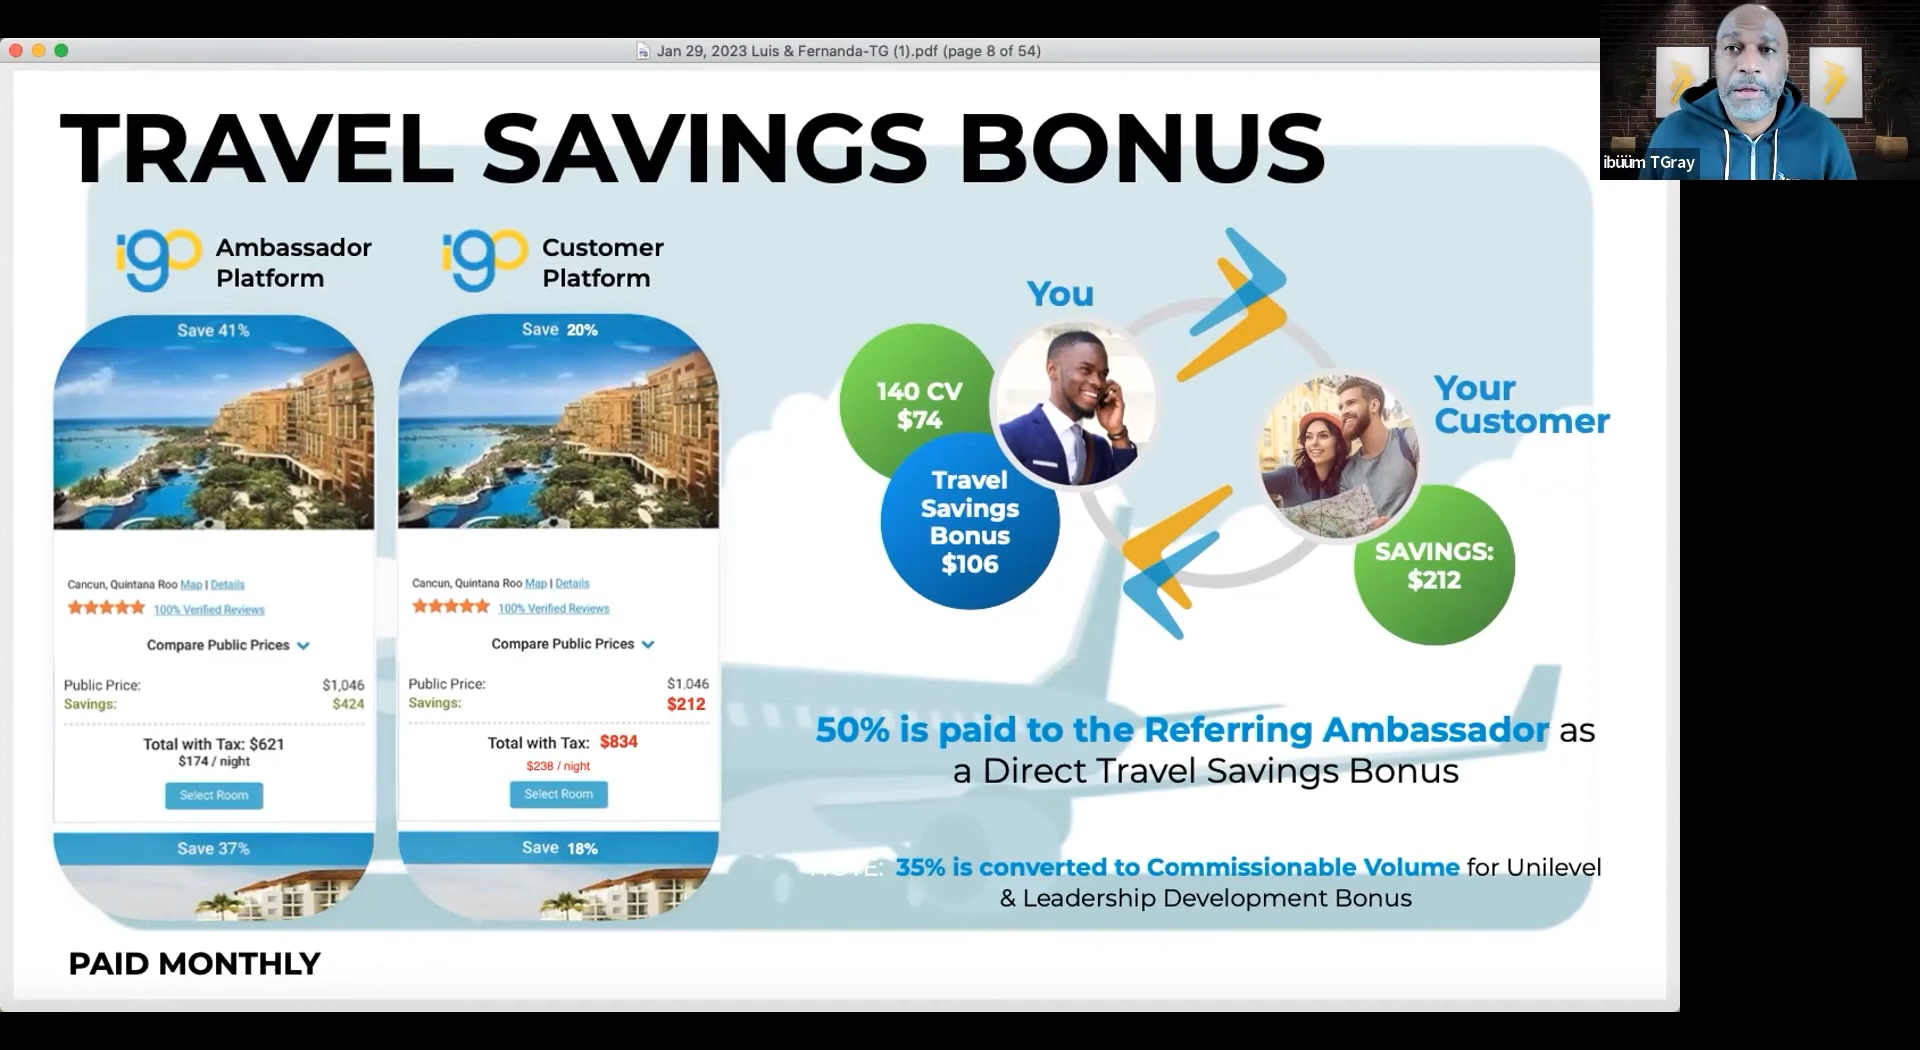 Jan 29, 2023 Luis & Fernanda-TG (1).pdf (page 8 of 54)
ibüüm TGray
TRAVEL SAVINGS BONUS
igo Ambassador
Platform
igo Customer
Platform
Save 41%
Cancun, Quintana Roo Map | Details
100% Verified Reviews
Compare Public Prices
Public Price: $1,046
Savings: $424
Total with Tax: $621
$174 / night
Select Room
Save 37%
Save 20%
Cancun, Quintana Roo Map | Details
100% Verified Reviews
Compare Public Prices
Public Price: $1.046
Savings: $212
Total with Tax: $834
$238 / night
Select Room
Save 18%
You
140 CV
$74
Travel
Savings
Bonus
$106
Your
Customer
SAVINGS:
$212
50% is paid to the Referring Ambassador as
a Direct Travel Savings Bonus
NOTE: 35% is converted to Commissionable Volume for Unilevel
& Leadership Development Bonus
PAID MONTHLY